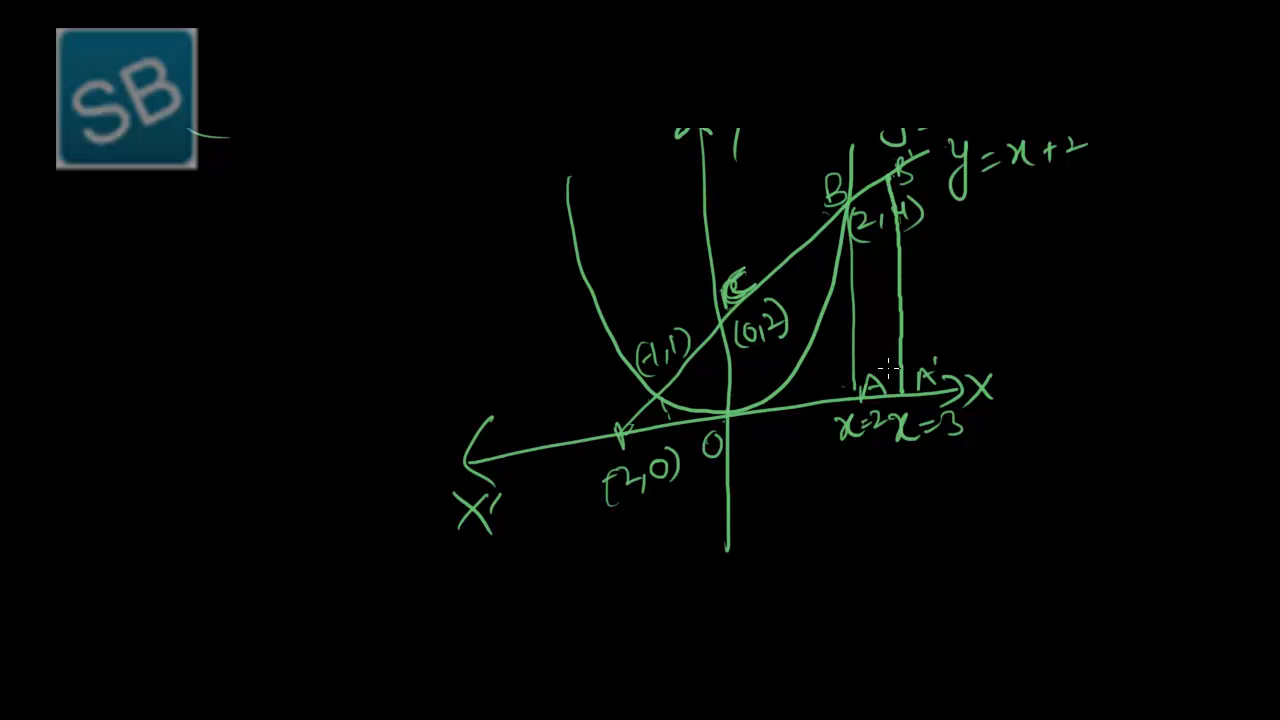 SB
y = x + 2
B
B'
(2,4)
C
(0,2)
(-1,1)
A
A'
X
x=2
x=3
O
(-2,0)
X'